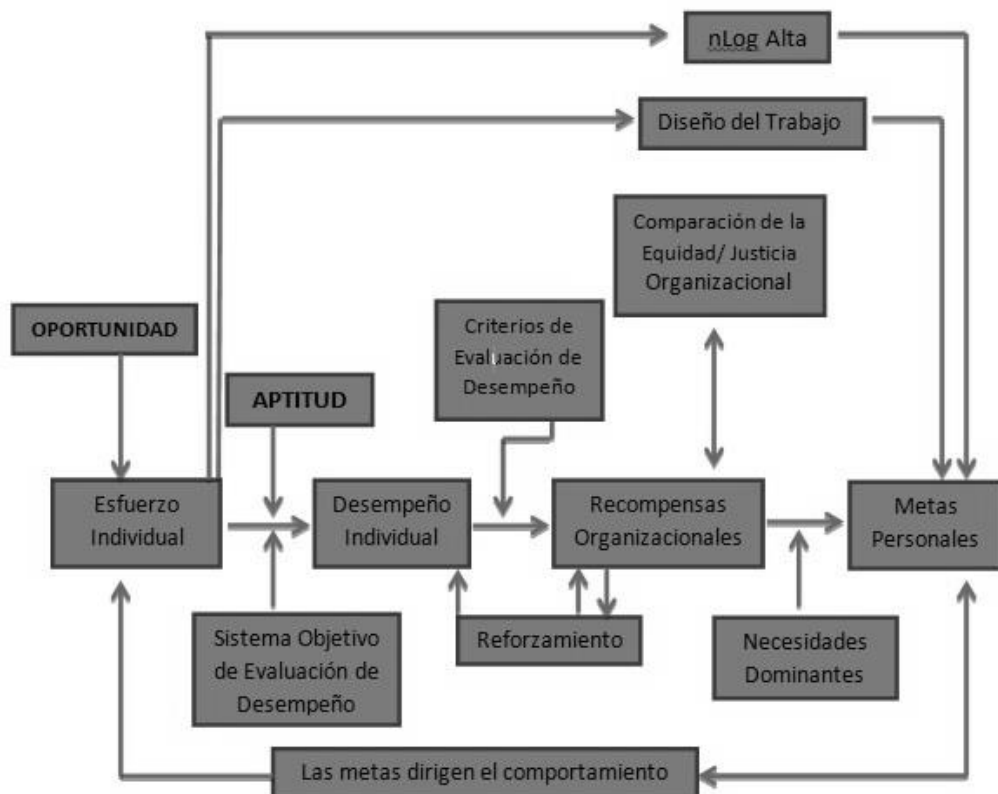 nLog Alta
Diseño del Trabajo
Comparación de la
Equidad/ Justicia
Organizacional
OPORTUNIDAD
Criterios de
Evaluación de
Desempeño
APTITUD
Esfuerzo
Individual
Desempeño
Individual
Recompensas
Organizacionales
Metas
Personales
Sistema Objetivo
de Evaluación de
Desempeño
Reforzamiento
Necesidades
Dominantes
Las metas dirigen el comportamiento